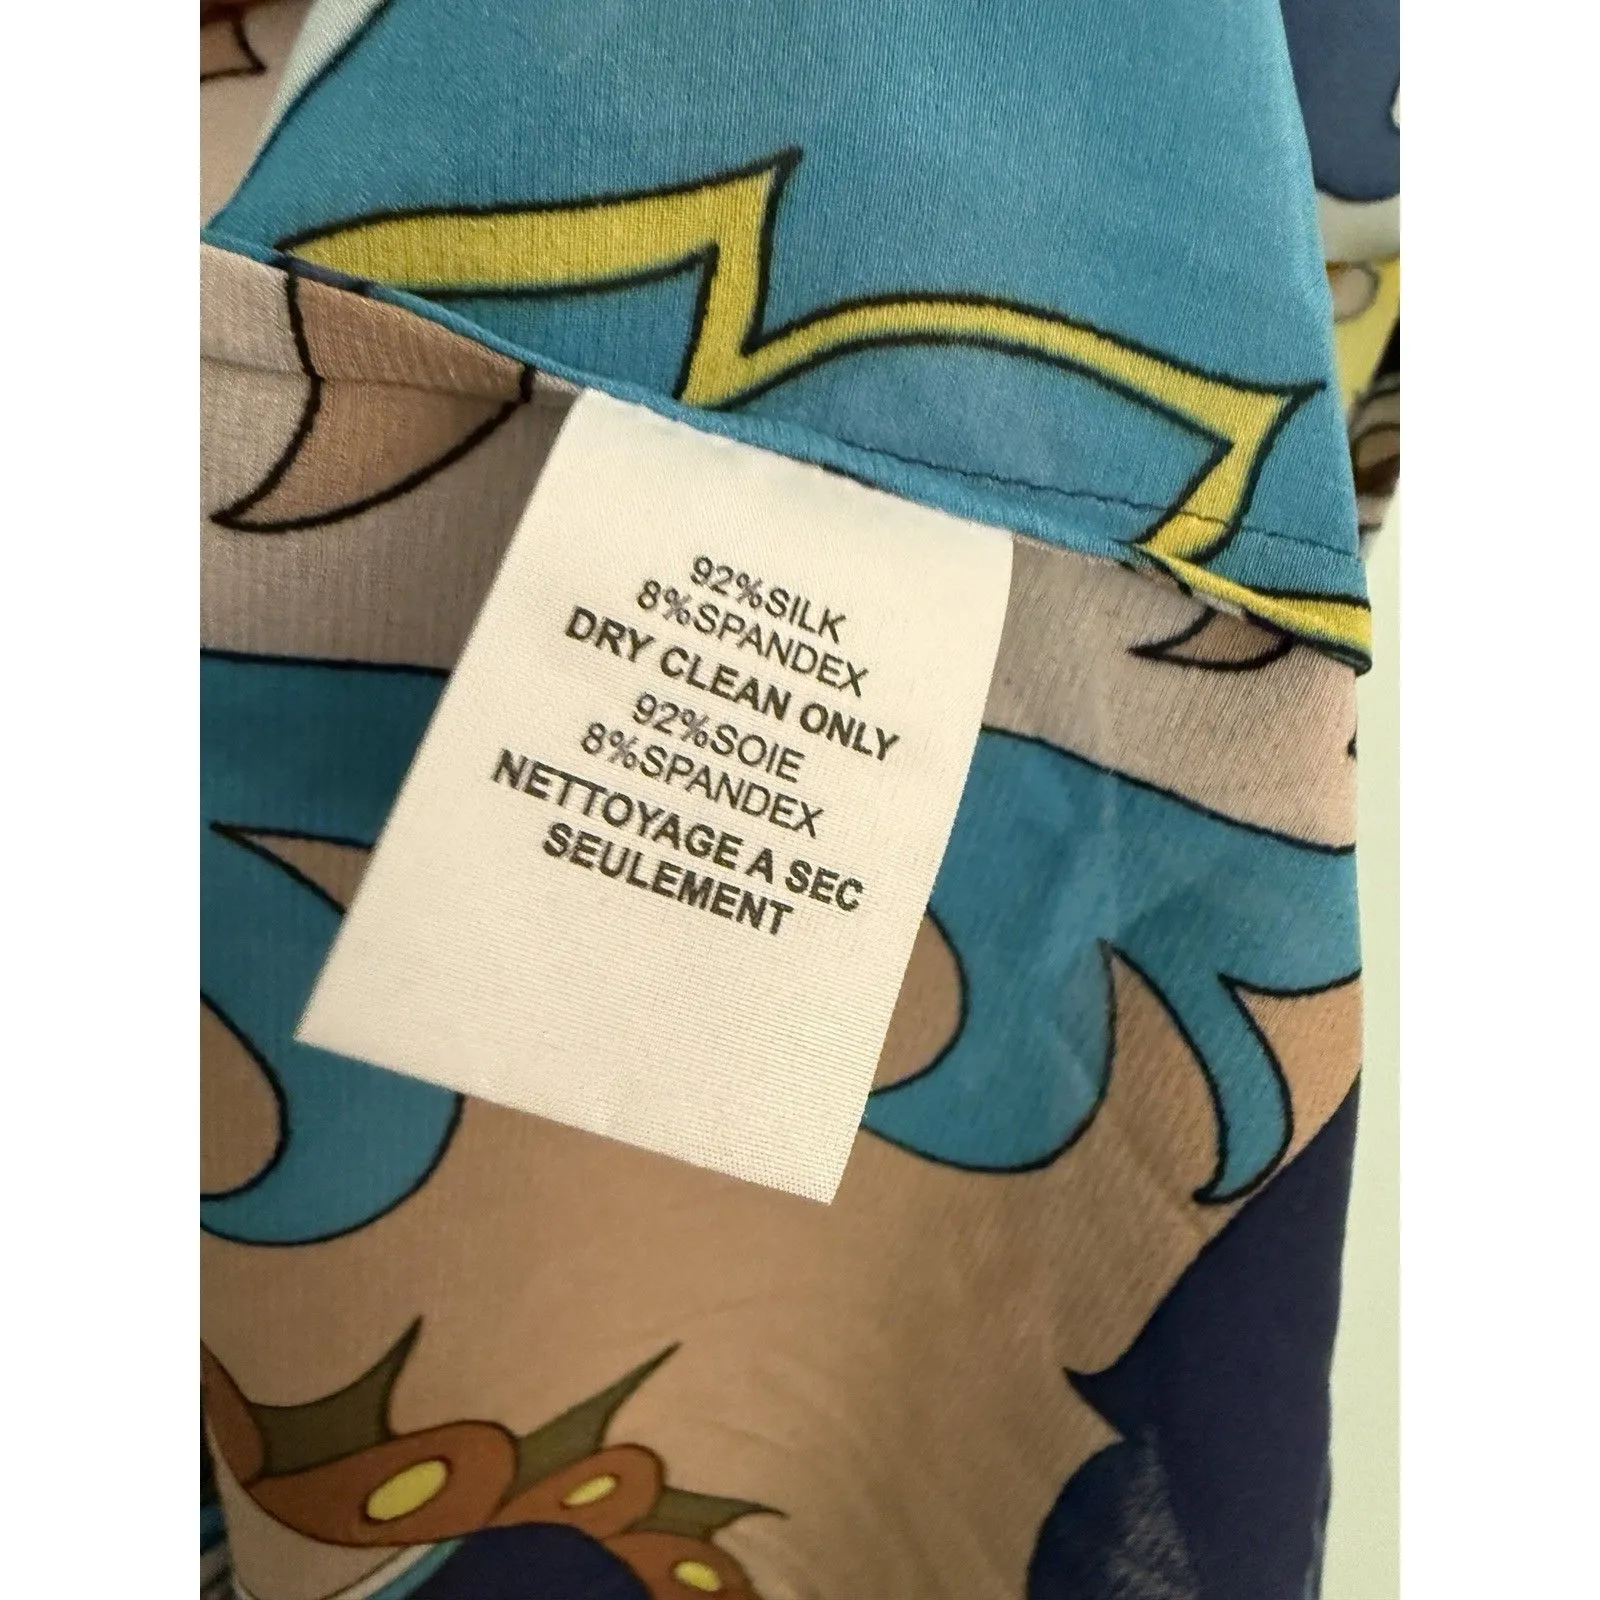 92%SILK
8%SPANDEX
DRY CLEAN ONLY
92%SOIE
8%SPANDEX
NETTOYAGE A SEC
SEULEMENT